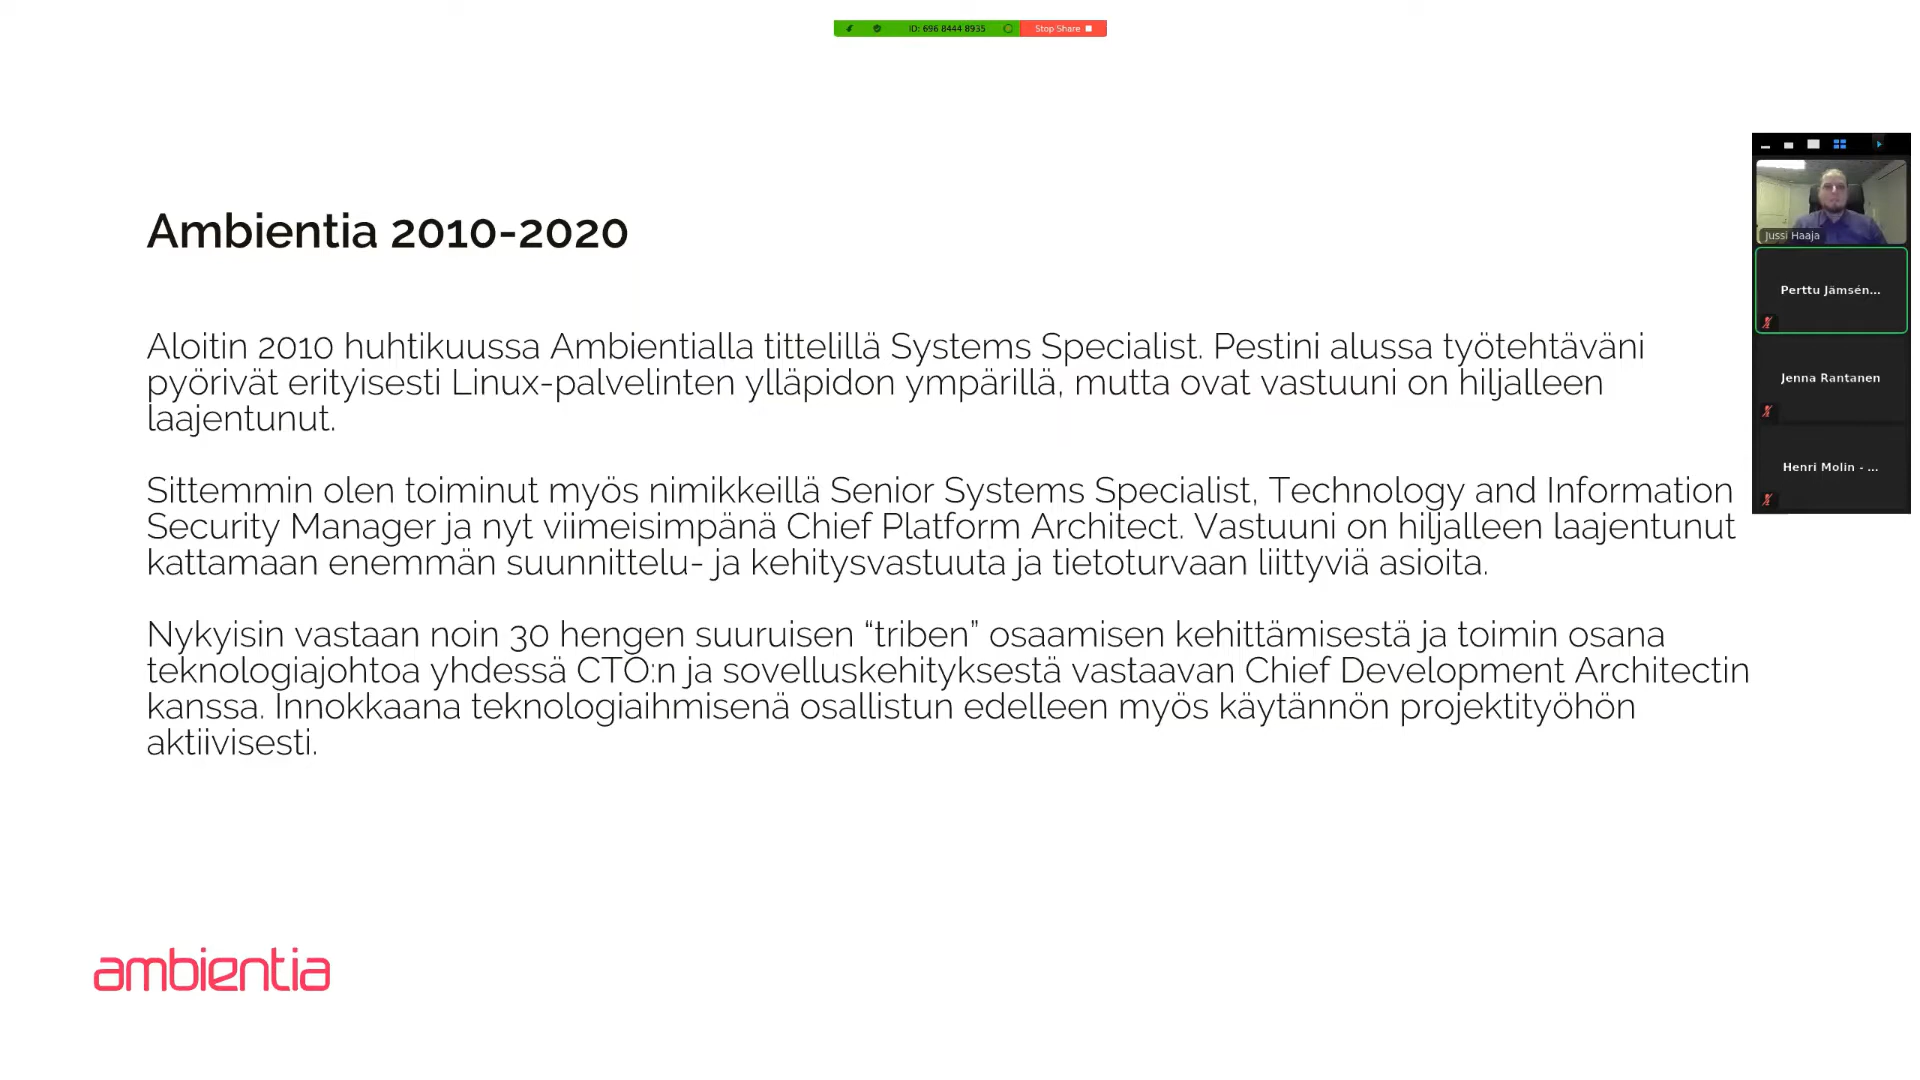 ID: 696 8444 8935
Stop Share
Ambientia 2010-2020
Aloitin 2010 huhtikuussa Ambientialla tittelillä Systems Specialist. Pestini alussa työtehtäväni
pyörivät erityisesti Linux-palvelinten ylläpidon ympärillä, mutta ovat vastuuni on hiljalleen
laajentunut.
Sittemmin olen toiminut myös nimikkeillä Senior Systems Specialist, Technology and Information
Security Manager ja nyt viimeisimpänä Chief Platform Architect. Vastuuni on hiljalleen laajentunut
kattamaan enemmän suunnittelu- ja kehitysvastuuta ja tietoturvaan liittyviä asioita.
Nykyisin vastaan noin 30 hengen suuruisen “triben” osaamisen kehittämisestä ja toimin osana
teknologiajohtoa yhdessä CTO:n ja sovelluskehityksestä vastaavan Chief Development Architectin
kanssa. Innokkaana teknologiaihmisenä osallistun edelleen myös käytännön projektityöhön
aktiivisesti.
ambientia
Jussi Haaja
Perttu Jämsén...
Jenna Rantanen
Henri Molin - ...